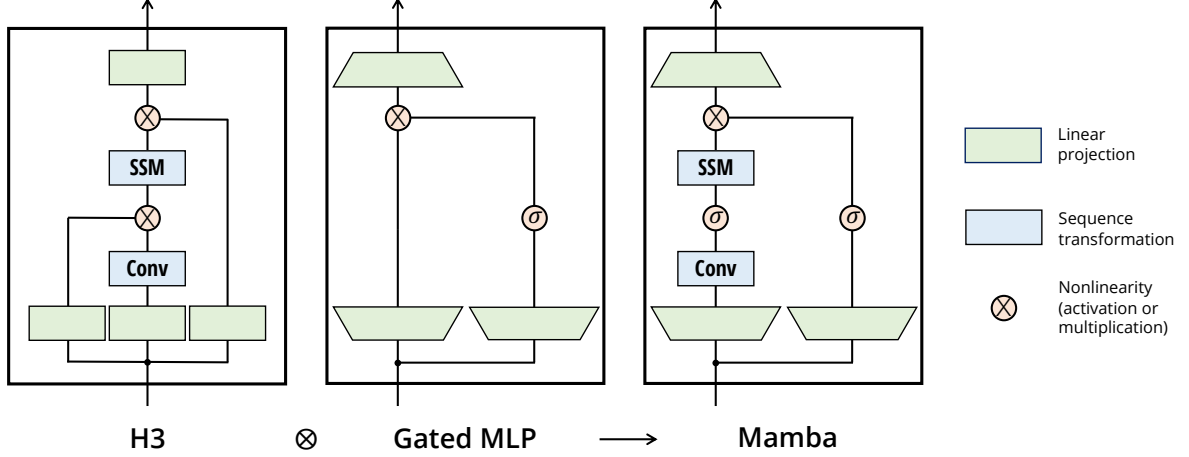 SSM
Conv
σ
SSM
σ
Conv
σ
Linear
projection
Sequence
transformation
Nonlinearity
(activation or
multiplication)
H3 ⊗ Gated MLP → Mamba